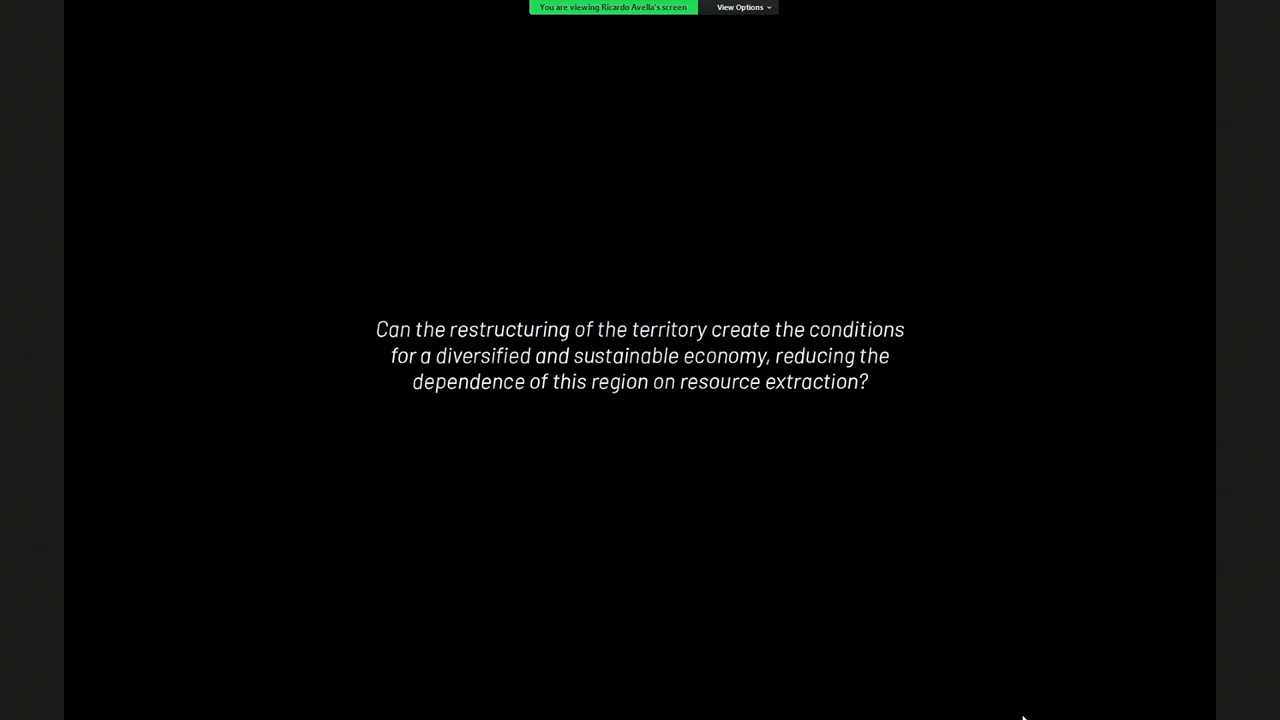 You are viewing Ricardo Avella's screen View Options
Can the restructuring of the territory create the conditions
for a diversified and sustainable economy, reducing the
dependence of this region on resource extraction?